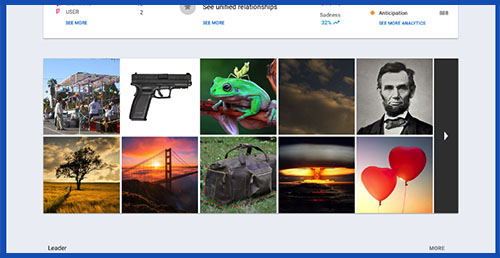 USER
2
SEE MORE
See unified relationships
SEE MORE
Sadness
32%
Anticipation
SEE MORE ANALYTICS
Leader
MORE